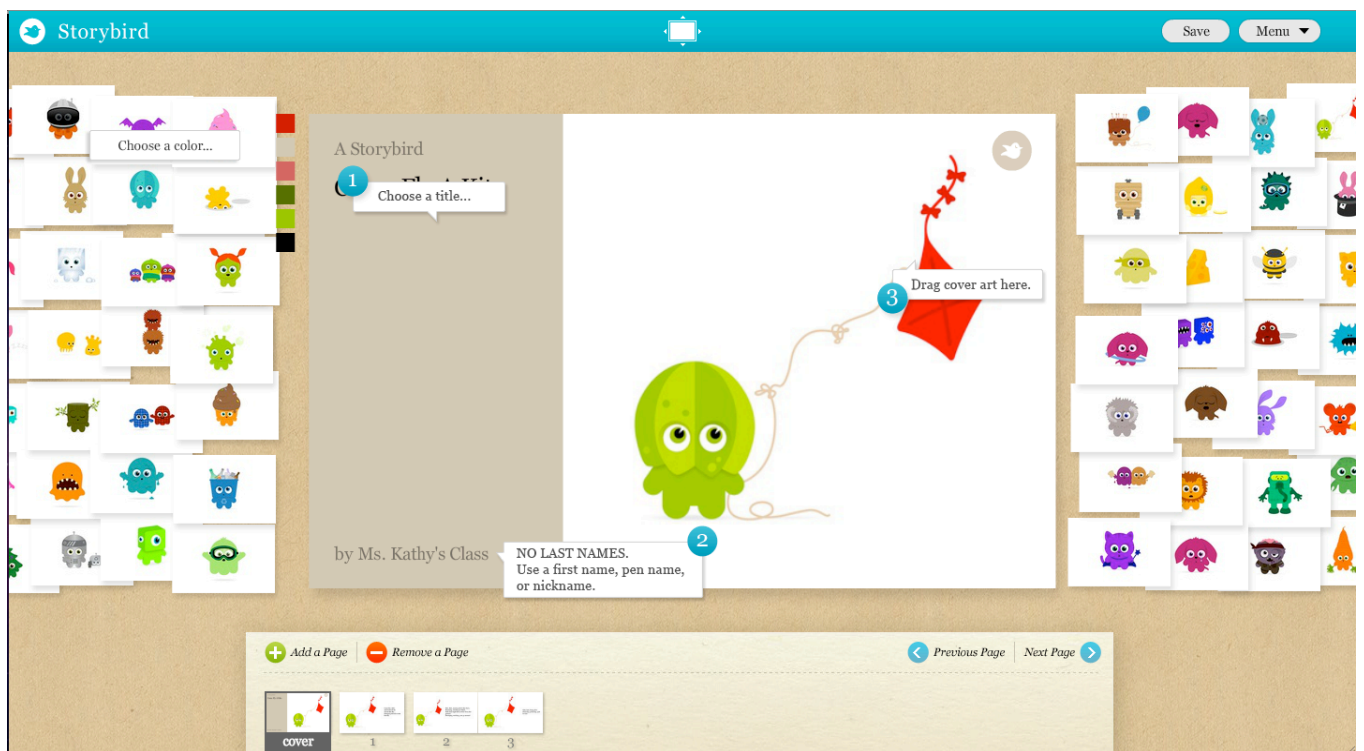 Storybird
Save
Menu
Choose a color...
A Storybird
1
Choose a title...
3
Drag cover art here.
by Ms. Kathy's Class
2
NO LAST NAMES.
Use a first name, pen name,
or nickname.
Add a Page
Remove a Page
Previous Page
Next Page
cover
1
2
3